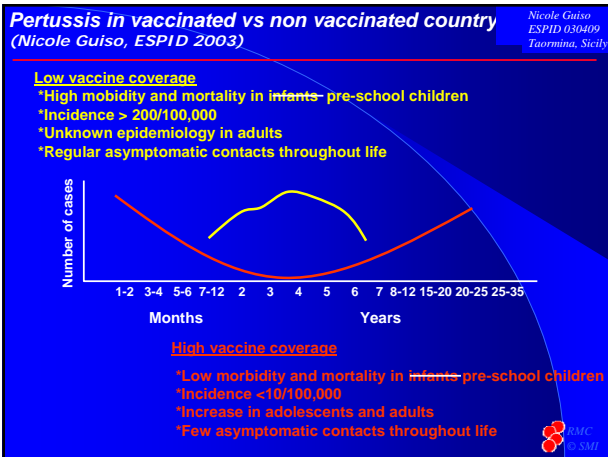 Pertussis in vaccinated vs non vaccinated country
(Nicole Guiso, ESPID 2003)
Nicole Guiso
ESPID 030409
Taormina, Sicily
Low vaccine coverage
*High mobidity and mortality in infants pre-school children
*Incidence > 200/100,000
*Unknown epidemiology in adults
*Regular asymptomatic contacts throughout life
Number of cases
1-2 3-4 5-6 7-12 2 3 4 5 6 7 8-12 15-20 20-25 25-35
Months Years
High vaccine coverage
*Low morbidity and mortality in infants pre-school children
*Incidence <10/100,000
*Increase in adolescents and adults
*Few asymptomatic contacts throughout life
RMC
© SMI